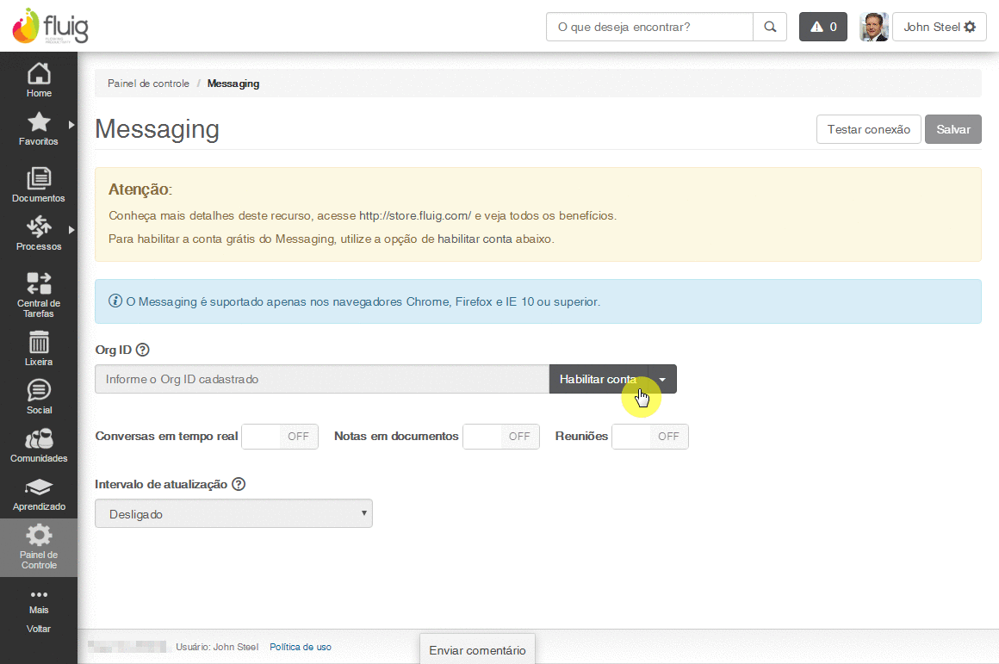 fluig
FLOWING PRODUCTIVITY
O que deseja encontrar?
0
John Steel
Home
Favoritos
Documentos
Processos
Central de
Tarefas
Lixeira
Social
Comunidades
Aprendizado
Painel de
Controle
Mais
Voltar
Painel de controle / Messaging
Messaging
Testar conexão
Salvar
Atenção:
Conheça mais detalhes deste recurso, acesse http://store.fluig.com/ e veja todos os benefícios.
Para habilitar a conta grátis do Messaging, utilize a opção de habilitar conta abaixo.
O Messaging é suportado apenas nos navegadores Chrome, Firefox e IE 10 ou superior.
Org ID
Informe o Org ID cadastrado
Habilitar conta
Conversas em tempo real OFF Notas em documentos OFF Reuniões OFF
Intervalo de atualização
Desligado
Usuário: John Steel Política de uso
Enviar comentário